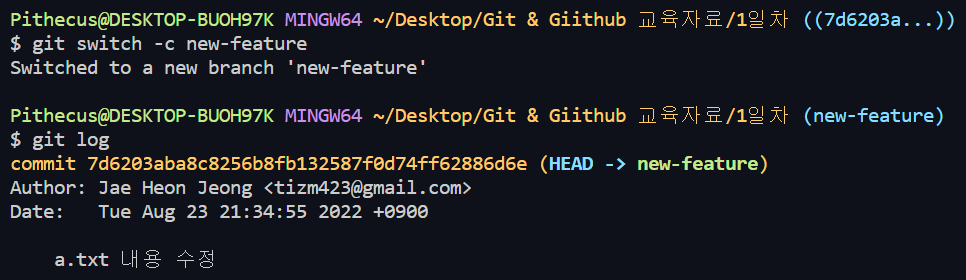 Pithecus@DESKTOP-BUOH97K MINGW64 ~/Desktop/Git & Giithub 교육자료/1일차 ((7d6203a...))
$ git switch -c new-feature
Switched to a new branch 'new-feature'
Pithecus@DESKTOP-BUOH97K MINGW64 ~/Desktop/Git & Giithub 교육자료/1일차 (new-feature)
$ git log
commit 7d6203aba8c8256b8fb132587f0d74ff62886d6e (HEAD -> new-feature)
Author: Jae Heon Jeong <tizm423@gmail.com>
Date:   Tue Aug 23 21:34:55 2022 +0900
    a.txt 내용 수정